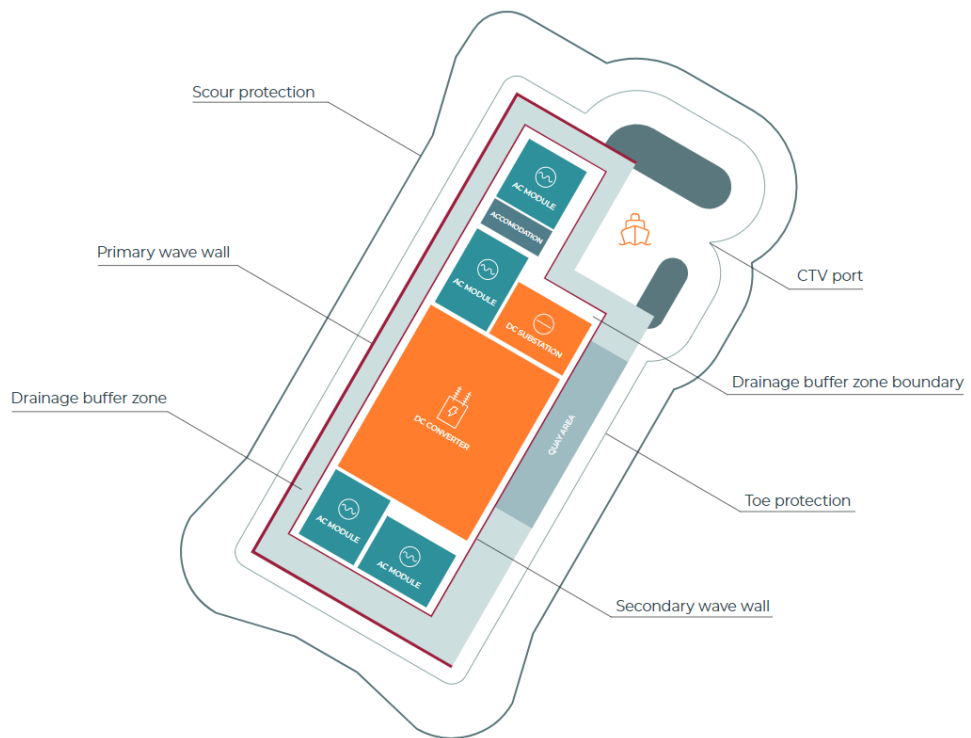 Scour protection
AC MODULE
ACCOMODATION
Primary wave wall
AC MODULE
CTV port
DC SUBSTATION
Drainage buffer zone boundary
Drainage buffer zone
DC CONVERTER
QUAY AREA
Toe protection
AC MODULE
AC MODULE
Secondary wave wall